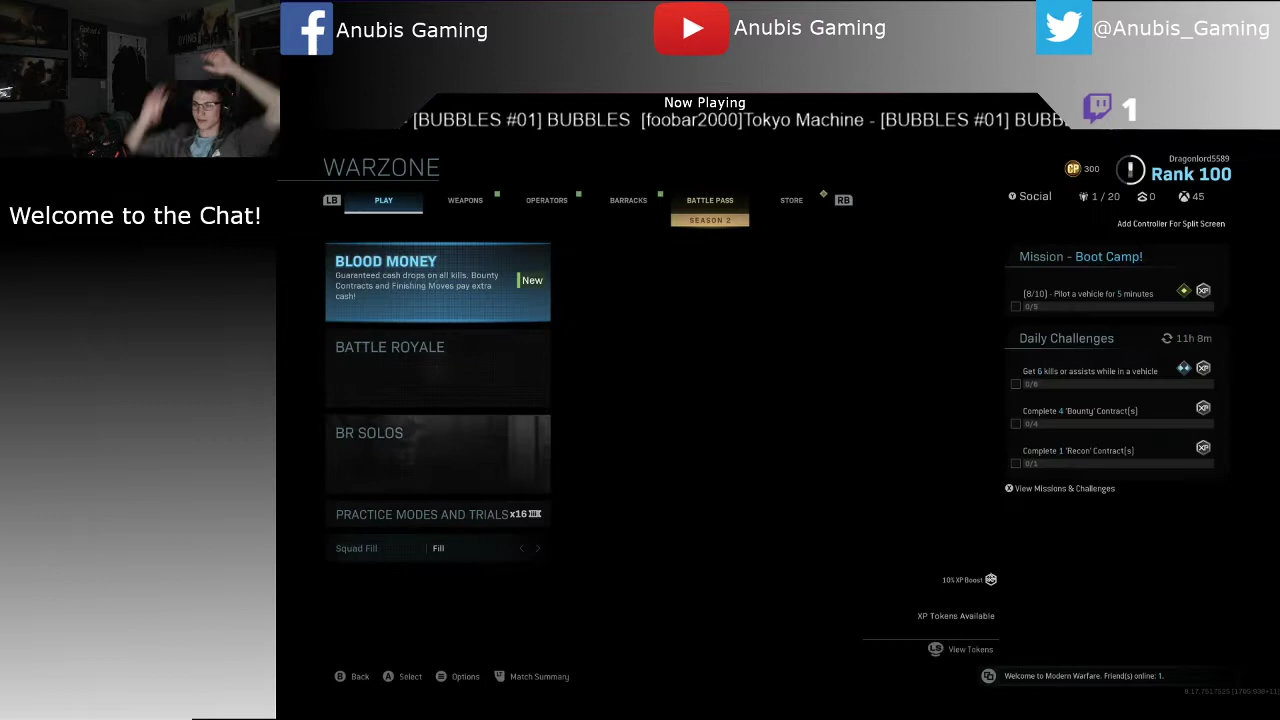 Anubis Gaming
Anubis Gaming
@Anubis_Gaming
Now Playing
- [BUBBLES #01] BUBBLES [foobar2000]Tokyo Machine - [BUBBLES #01] BUBB
1
WARZONE
CP 300
Dragonlord5589
Rank 100
LB PLAY WEAPONS OPERATORS BARRACKS BATTLE PASS STORE RB
SEASON 2
Y Social 1 / 20 0 45
Add Controller For Split Screen
Welcome to the Chat!
BLOOD MONEY
Guaranteed cash drops on all kills. Bounty
Contracts and Finishing Moves pay extra
cash!
New
BATTLE ROYALE
BR SOLOS
PRACTICE MODES AND TRIALS x16
Squad Fill Fill
Mission - Boot Camp!
(8/10) - Pilot a vehicle for 5 minutes
XP
0/5
Daily Challenges 11h 8m
Get 6 kills or assists while in a vehicle
XP
0/6
Complete 4 'Bounty' Contract(s)
XP
0/4
Complete 1 'Recon' Contract(s)
XP
0/1
X View Missions & Challenges
10% XP Boost
XP Tokens Available
LS View Tokens
B Back A Select Options Match Summary
Welcome to Modern Warfare. Friend(s) online: 1.